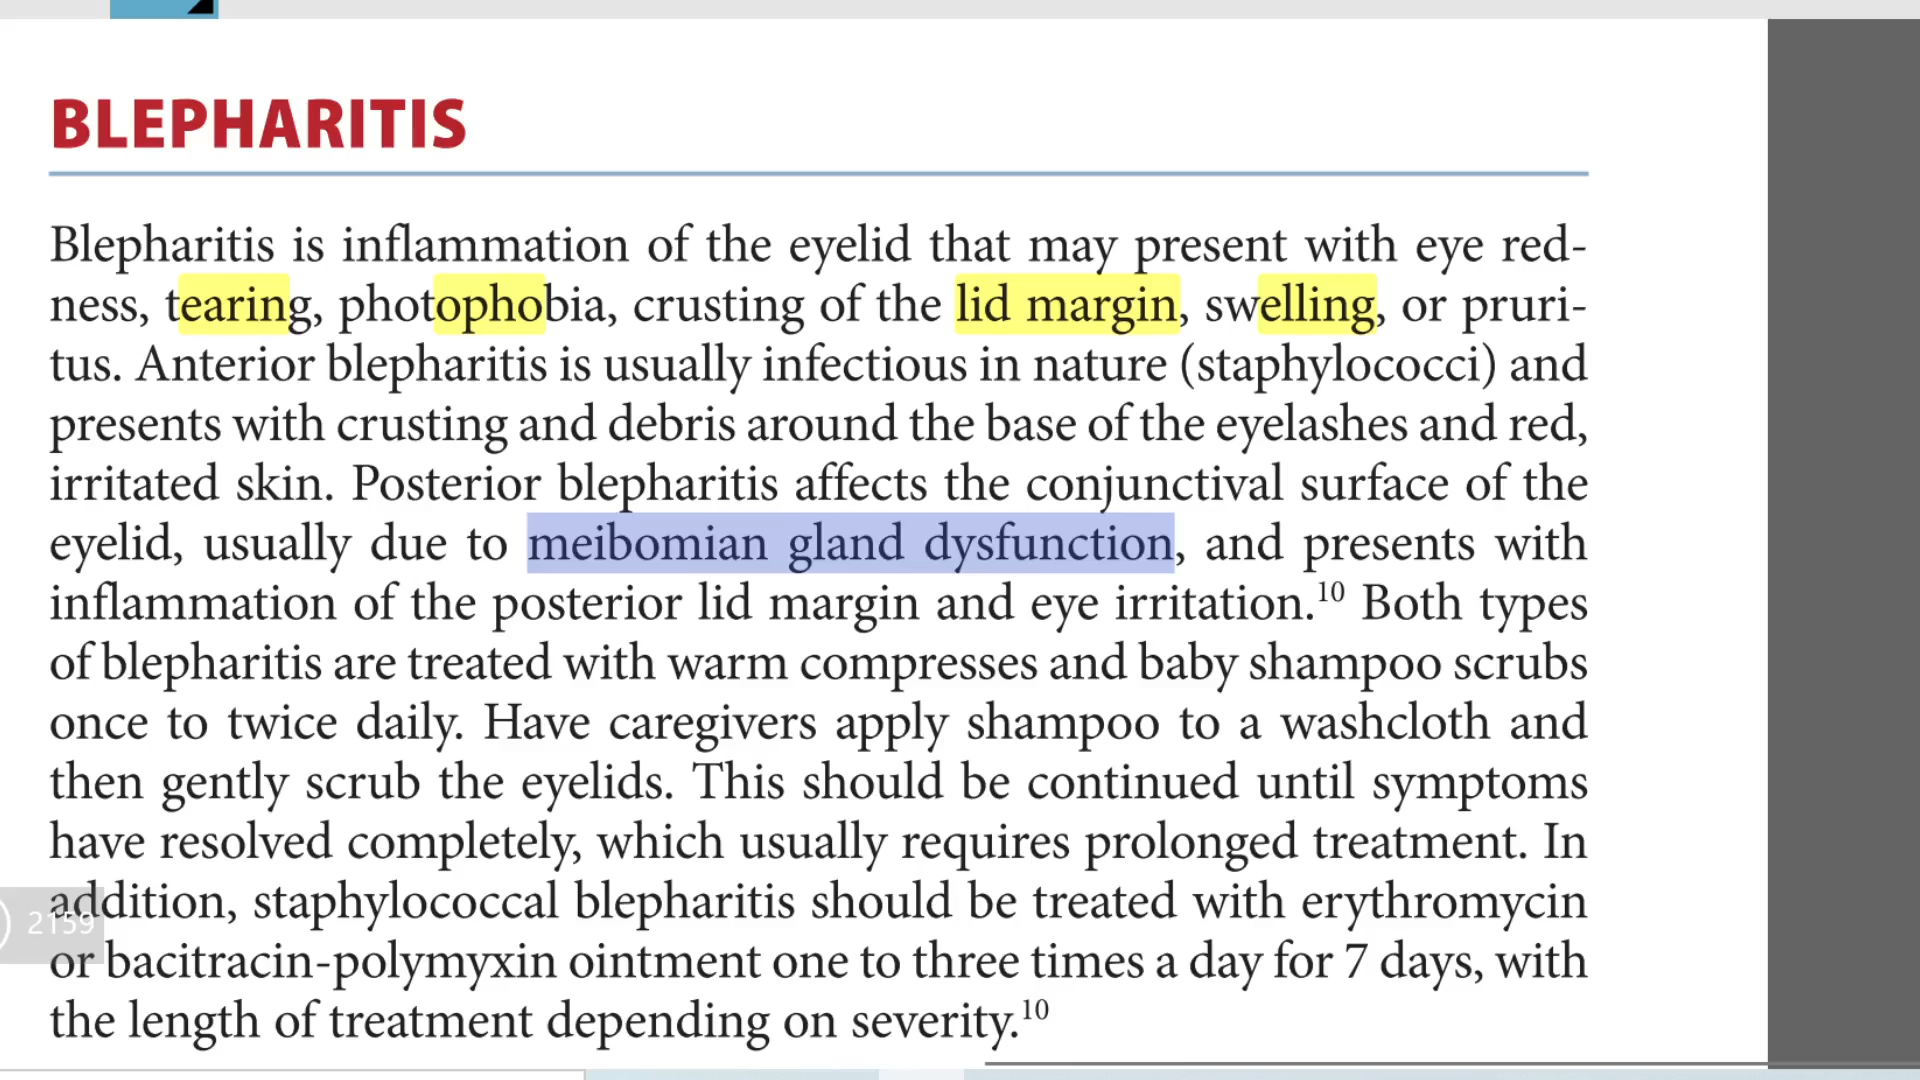 BLEPHARITIS
Blepharitis is inflammation of the eyelid that may present with eye red-
ness, tearing, photophobia, crusting of the lid margin, swelling, or pruri-
tus. Anterior blepharitis is usually infectious in nature (staphylococci) and
presents with crusting and debris around the base of the eyelashes and red,
irritated skin. Posterior blepharitis affects the conjunctival surface of the
eyelid, usually due to meibomian gland dysfunction, and presents with
inflammation of the posterior lid margin and eye irritation.10 Both types
of blepharitis are treated with warm compresses and baby shampoo scrubs
once to twice daily. Have caregivers apply shampoo to a washcloth and
then gently scrub the eyelids. This should be continued until symptoms
have resolved completely, which usually requires prolonged treatment. In
addition, staphylococcal blepharitis should be treated with erythromycin
or bacitracin-polymyxin ointment one to three times a day for 7 days, with
the length of treatment depending on severity.10
2159